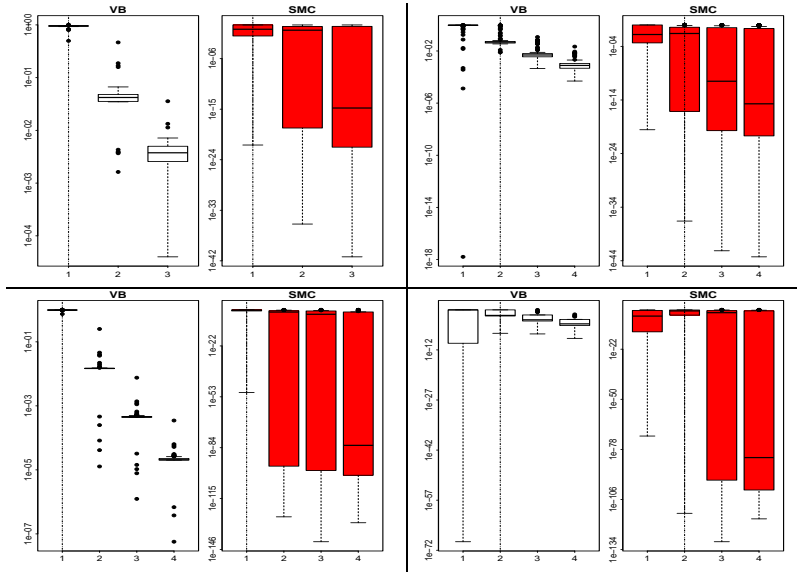 VB
SMC
1e+00
1e-01
1e-02
1e-03
1e-04
1 2 3
1e-06
1e-15
1e-24
1e-33
1e-42
1 2 3
VB
SMC
1e-02
1e-06
1e-10
1e-14
1e-18
1 2 3 4
1e-04
1e-14
1e-24
1e-34
1e-44
1 2 3 4
VB
SMC
1e-01
1e-03
1e-05
1e-07
1 2 3 4
1e-22
1e-53
1e-84
1e-115
1e-146
1 2 3 4
VB
SMC
1e-12
1e-27
1e-42
1e-57
1e-72
1 2 3 4
1e-22
1e-50
1e-78
1e-106
1e-134
1 2 3 4